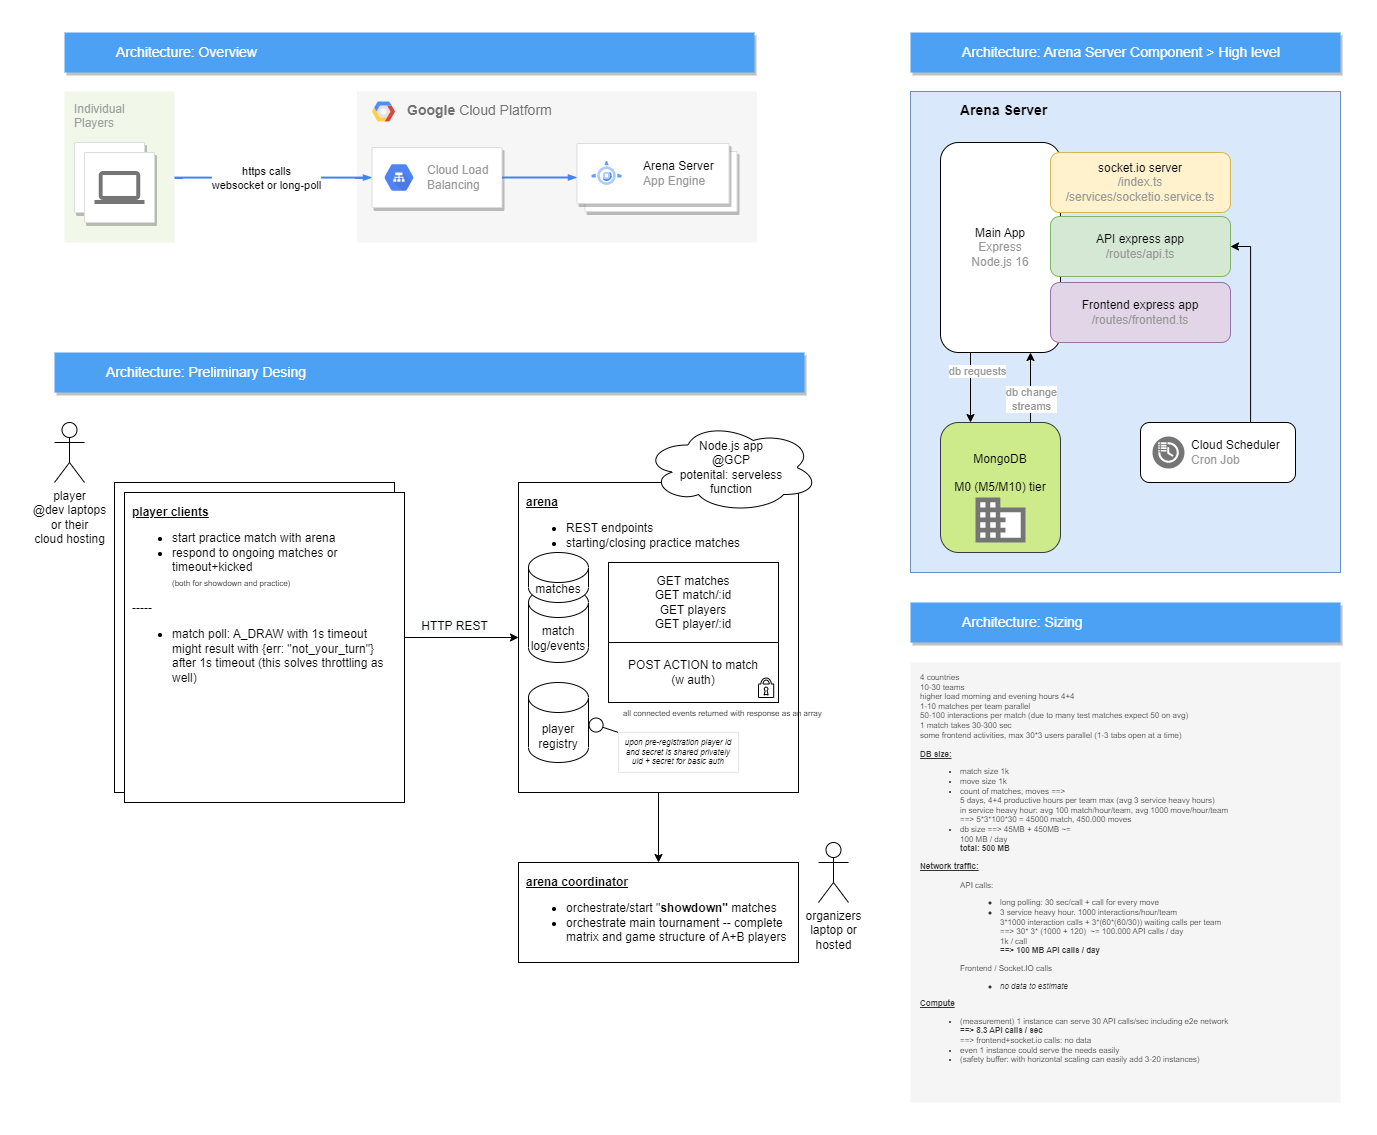 Architecture: Overview
Individual
Players
https calls
websocket or long-poll
Google Cloud Platform
Cloud Load
Balancing
Arena Server
App Engine
Architecture: Arena Server Component > High level
Arena Server
Main App
Express
Node.js 16
socket.io server
/index.ts
/services/socketio.service.ts
API express app
/routes/api.ts
Frontend express app
/routes/frontend.ts
db requests
db change
streams
MongoDB
M0 (M5/M10) tier
Cloud Scheduler
Cron Job
Architecture: Preliminary Desing
player
@dev laptops
or their
cloud hosting
player clients
• start practice match with arena
• respond to ongoing matches or
timeout+kicked
(both for showdown and practice)
-----
• match poll: A_DRAW with 1s timeout
might result with {err: "not_your_turn"}
after 1s timeout (this solves throttling as
well)
HTTP REST
Node.js app
@GCP
potenital: serveless
function
arena
• REST endpoints
• starting/closing practice matches
matches
match
log/events
player
registry
GET matches
GET match/:id
GET players
GET player/:id
POST ACTION to match
(w auth)
all connected events returned with response as an array
upon pre-registration player id
and secret is shared privately
uid + secret for basic auth
arena coordinator
• orchestrate/start "showdown" matches
• orchestrate main tournament -- complete
matrix and game structure of A+B players
organizers
laptop or
hosted
Architecture: Sizing
4 countries
10-30 teams
higher load morning and evening hours 4+4
1-10 matches per team parallel
50-100 interactions per match (due to many test matches expect 50 on avg)
1 match takes 30-300 sec
some frontend activities, max 30*3 users parallel (1-3 tabs open at a time)
DB size:
• match size 1k
• move size 1k
• count of matches, moves ==>
5 days, 4+4 productive hours per team max (avg 3 service heavy hours)
in service heavy hour: avg 100 match/hour/team, avg 1000 move/hour/team
==> 5*3*100*30 = 45000 match, 450.000 moves
• db size ==> 45MB + 450MB ~=
100 MB / day
total: 500 MB
Network traffic:
API calls:
• long polling: 30 sec/call + call for every move
• 3 service heavy hour. 1000 interactions/hour/team
3*1000 interaction calls + 3*(60*(60/30)) waiting calls per team
==> 30* 3* (1000 + 120) ~= 100.000 API calls / day
1k / call
==> 100 MB API calls / day
Frontend / Socket.IO calls
• no data to estimate
Compute
• (measurement) 1 instance can serve 30 API calls/sec including e2e network
==> 8.3 API calls / sec
==> frontend+socket.io calls: no data
• even 1 instance could serve the needs easily
• (safety buffer: with horizontal scaling can easily add 3-20 instances)